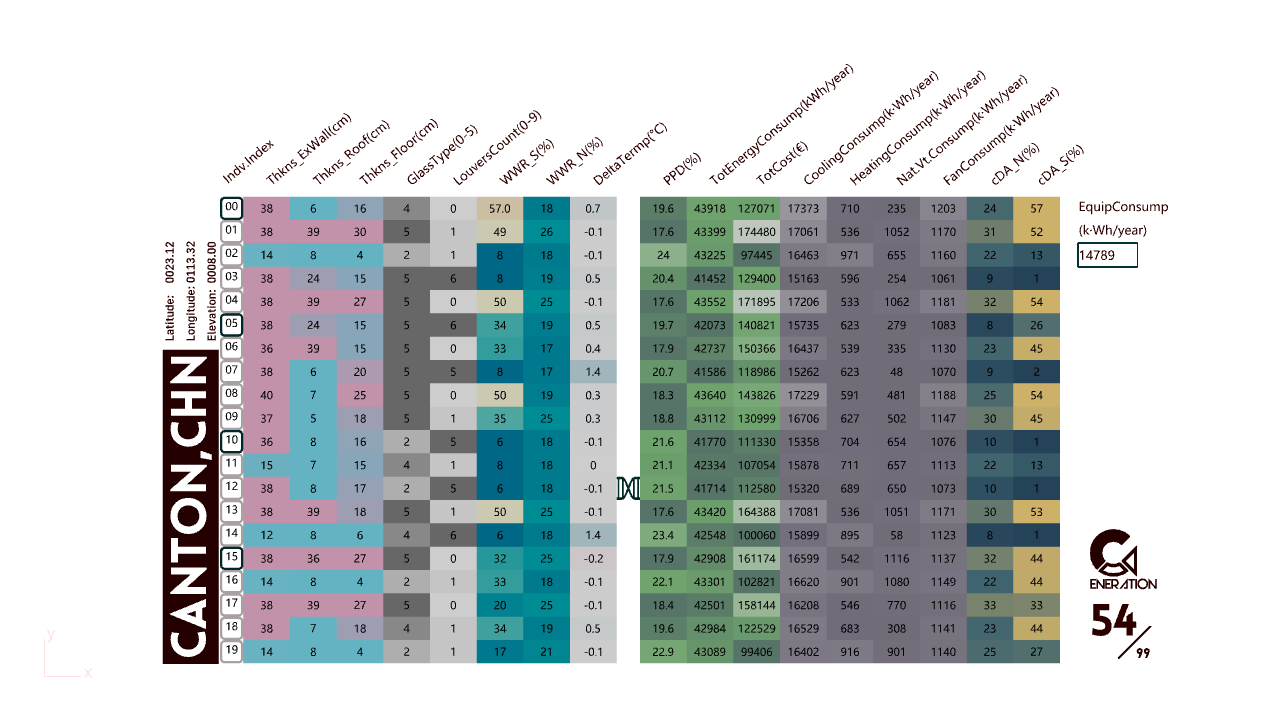 Indv.Index Thkns_ExWall(cm) Thkns_Roof(cm) Thkns_Floor(cm) GlassType(0-5) LouversCount(0-9) WWR_S(%) WWR_N(%) DeltaTermp(°C) PPD(%) TotEnergyConsump(kWh/year) TotCost(€) CoolingConsump(k·Wh/year) HeatingConsump(k·Wh/year) Nat.Vt.Consump(k·Wh/year) FanConsump(k·Wh/year) cDA_N(%) cDA_S(%)
00 38 6 16 4 0 57.0 18 0.7 19.6 43918 127071 17373 710 235 1203 24 57
01 38 39 30 5 1 49 26 -0.1 17.6 43399 174480 17061 536 1052 1170 31 52
02 14 8 4 2 1 8 18 -0.1 24 43225 97445 16463 971 655 1160 22 13
03 38 24 15 5 6 8 19 0.5 20.4 41452 129400 15163 596 254 1061 9 1
04 38 39 27 5 0 50 25 -0.1 17.6 43552 171895 17206 533 1062 1181 32 54
05 38 24 15 5 6 34 19 0.5 19.7 42073 140821 15735 623 279 1083 8 26
06 36 39 15 5 0 33 17 0.4 17.9 42737 150366 16437 539 335 1130 23 45
07 38 6 20 5 5 8 17 1.4 20.7 41586 118986 15262 623 48 1070 9 2
08 40 7 25 5 0 50 19 0.3 18.3 43640 143826 17229 591 481 1188 25 54
09 37 5 18 5 1 35 25 0.3 18.8 43112 130999 16706 627 502 1147 30 45
10 36 8 16 2 5 6 18 -0.1 21.6 41770 111330 15358 704 654 1076 10 1
11 15 7 15 4 1 8 18 0 21.1 42334 107054 15878 711 657 1113 22 13
12 38 8 17 2 5 6 18 -0.1 21.5 41714 112580 15320 689 650 1073 10 1
13 38 39 18 5 1 50 18 -0.1 17.6 43420 164388 17081 536 1051 1171 30 53
14 12 8 6 4 6 6 18 1.4 23.4 42548 100060 15899 895 58 1123 8 1
15 38 36 27 5 0 32 25 -0.2 17.9 42908 161174 16599 542 1116 1137 32 44
16 14 8 4 2 1 33 18 -0.1 22.1 43301 102821 16620 901 1080 1149 22 44
17 38 39 27 5 0 20 25 -0.1 18.4 42501 158144 16208 546 770 1116 33 33
18 38 7 18 4 1 34 19 0.5 19.6 42984 122529 16529 683 308 1141 23 44
19 14 8 4 2 1 17 21 -0.1 22.9 43089 99406 16402 916 901 1140 25 27
EquipConsump
(k·Wh/year)
14789
Latitude: 0023.12
Longitude: 0113.32
Elevation: 0008.00
CANTON,CHN
ENERATION
54/99
y
x